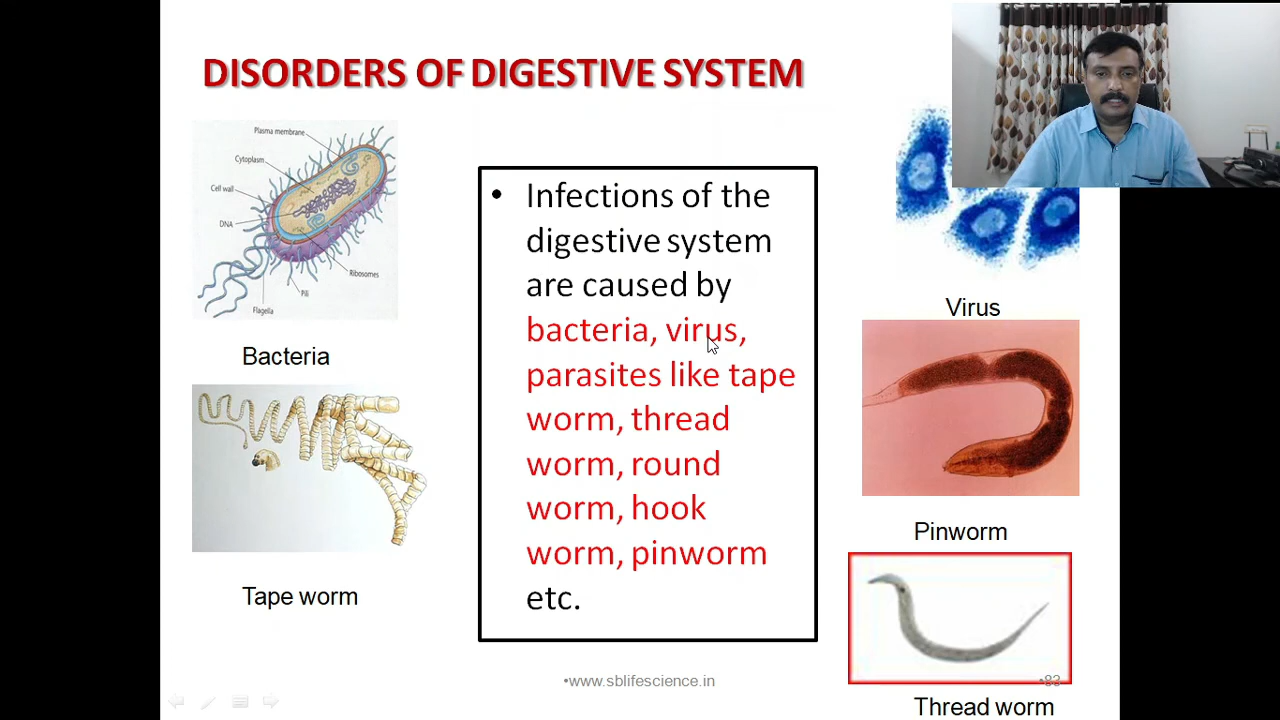 DISORDERS OF DIGESTIVE SYSTEM
Plasma membrane
Cytoplasm
Cell wall
DNA
Ribosomes
Pili
Flagella
Bacteria
Tape worm
• Infections of the
digestive system
are caused by
bacteria, virus,
parasites like tape
worm, thread
worm, round
worm, hook
worm, pinworm
etc.
Virus
Pinworm
Thread worm
•www.sblifescience.in
•83